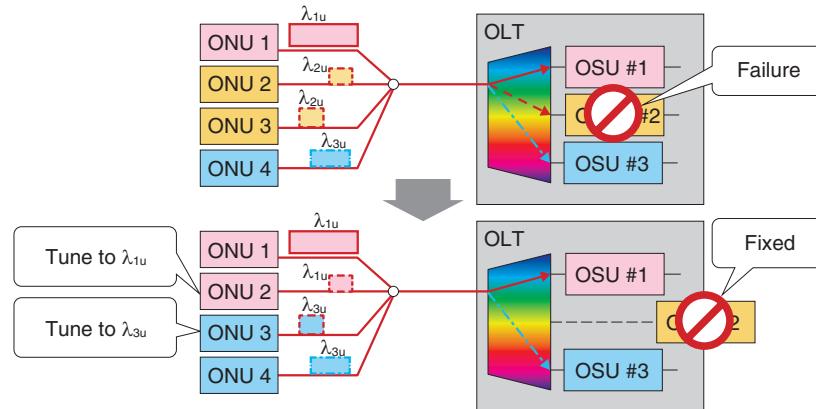 λ1u
OLT
ONU 1
OSU #1
Failure
λ2u
ONU 2
#2
λ2u
ONU 3
λ3u
ONU 4
OSU #3
λ1u
OLT
Tune to λ1u
ONU 1
OSU #1
Fixed
λ1u
ONU 2
λ3u
Tune to λ3u
ONU 3
2
ONU 4
λ3u
OSU #3